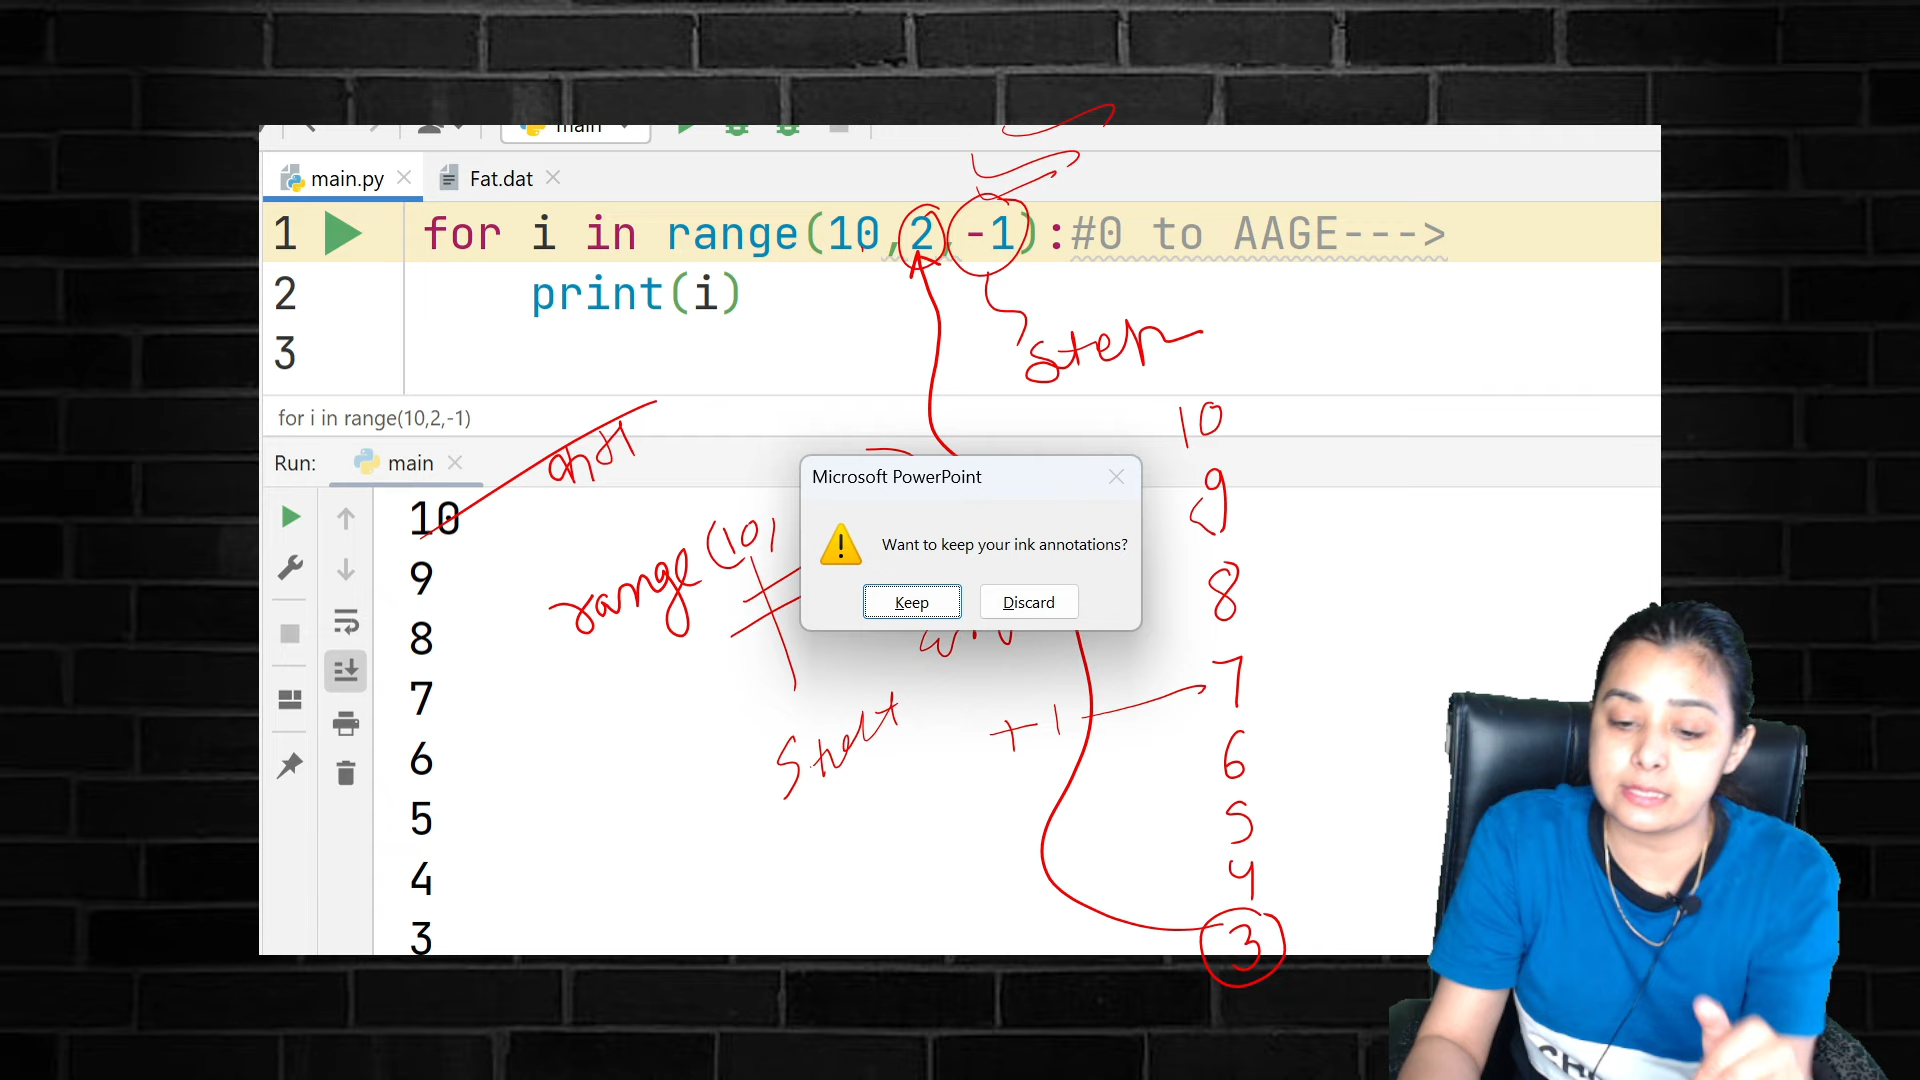 main
main.py
Fat.dat
1 for i in range(10,2,-1):#0 to AAGE--->
2 print(i)
3
step
for i in range(10,2,-1)
Run: main
10
9
8
7
6
5
4
3
range(10)
Microsoft PowerPoint
Want to keep your ink annotations?
Keep Discard
+1
10
9
8
7
6
5
4
3